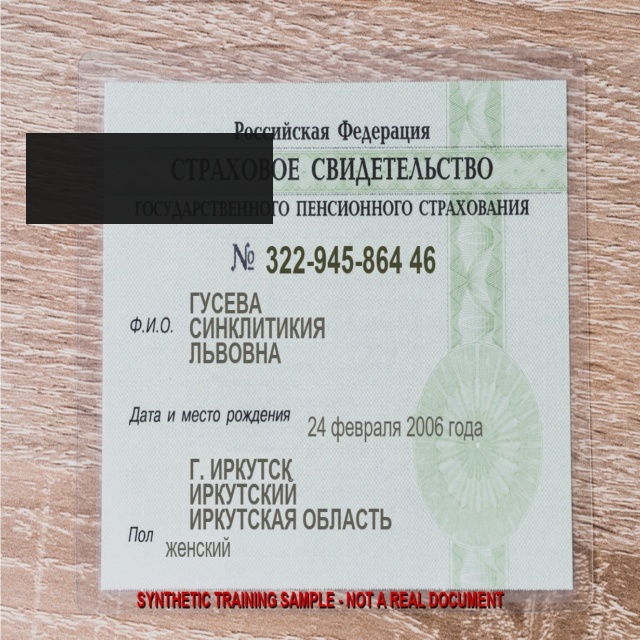 Российская Федерация
СТРАХОВОЕ СВИДЕТЕЛЬСТВО
ГОСУДАРСТВЕННОГО ПЕНСИОННОГО СТРАХОВАНИЯ
№ 322-945-864 46
Ф.И.О.
ГУСЕВА
СИНКЛИТИКИЯ
ЛЬВОВНА
Дата и место рождения 24 февраля 2006 года
Г. ИРКУТСК
ИРКУТСКИЙ
ИРКУТСКАЯ ОБЛАСТЬ
Пол женский
SYNTHETIC TRAINING SAMPLE - NOT A REAL DOCUMENT